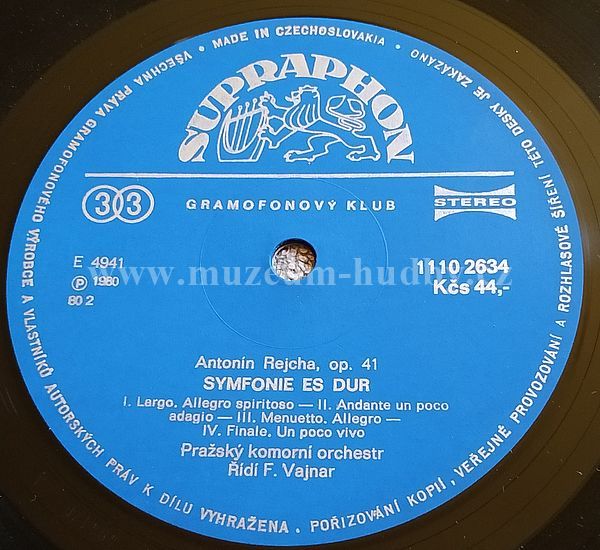 VŠECHNA PRÁVA GRAMOFONOVÉHO VÝROBCE A VLASTNÍKŮ AUTORSKÝCH PRÁV K DÍLU VYHRAŽENA. POŘIZOVÁNÍ KOPIÍ, VEŘEJNÉ PROVOZOVÁNÍ A ROZHLASOVÉ ŠÍŘENÍ TÉTO DESKY JE ZAKÁZÁNO
• MADE IN CZECHOSLOVAKIA •
SUPRAPHON
33
GRAMOFONOVÝ KLUB
STEREO
E 4941
Ⓟ 1980
80 2
1110 2634
Kčs 44,-
www.muzeum-hudby.cz
Antonín Rejcha, op. 41
SYMFONIE ES DUR
I. Largo. Allegro spiritoso — II. Andante un poco
adagio — III. Menuetto. Allegro —
IV. Finale. Un poco vivo
Pražský komorní orchestr
Řídí F. Vajnar